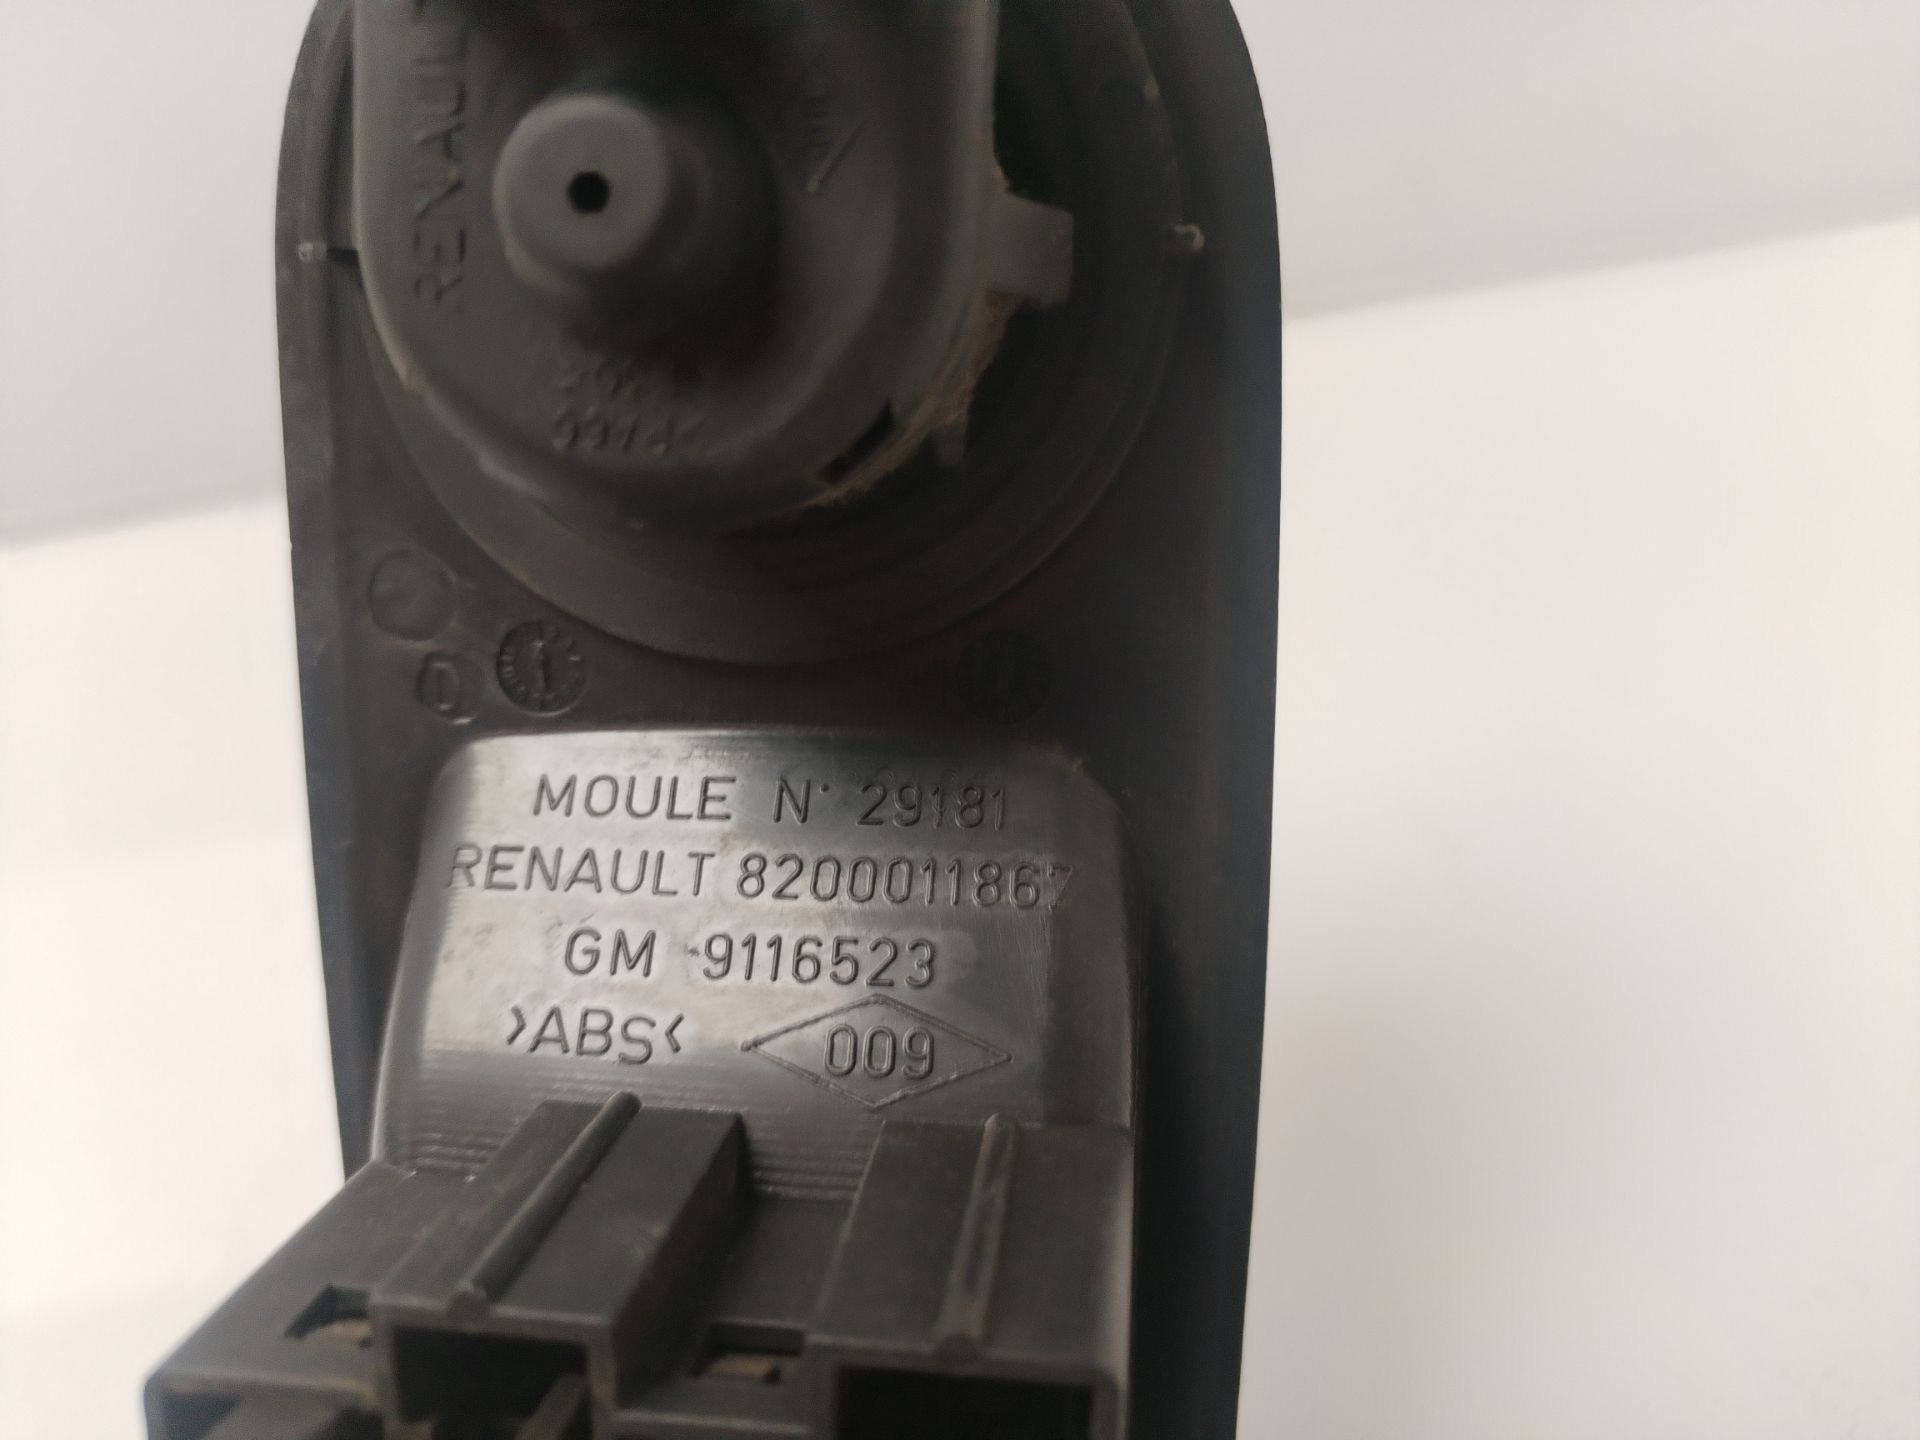 RENAULT
MOULE N° 29181
RENAULT 8200011867
GM 9116523
>ABS<
009